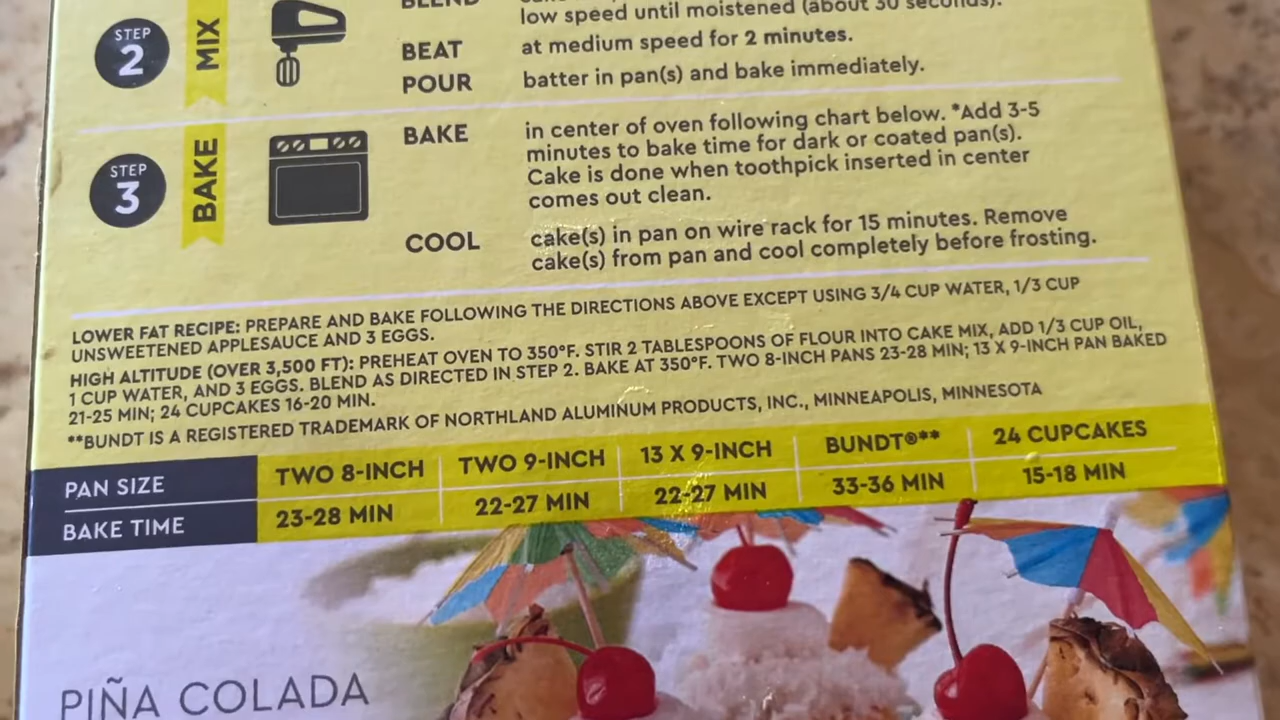 BLEND
low speed until moistened (about 30 seconds).
STEP 2
MIX
BEAT at medium speed for 2 minutes.
POUR batter in pan(s) and bake immediately.
STEP 3
BAKE
BAKE in center of oven following chart below. *Add 3-5
minutes to bake time for dark or coated pan(s).
Cake is done when toothpick inserted in center
comes out clean.
COOL cake(s) in pan on wire rack for 15 minutes. Remove
cake(s) from pan and cool completely before frosting.
LOWER FAT RECIPE: PREPARE AND BAKE FOLLOWING THE DIRECTIONS ABOVE EXCEPT USING 3/4 CUP WATER, 1/3 CUP
UNSWEETENED APPLESAUCE AND 3 EGGS.
HIGH ALTITUDE (OVER 3,500 FT): PREHEAT OVEN TO 350°F. STIR 2 TABLESPOONS OF FLOUR INTO CAKE MIX, ADD 1/3 CUP OIL,
1 CUP WATER, AND 3 EGGS. BLEND AS DIRECTED IN STEP 2. BAKE AT 350°F. TWO 8-INCH PANS 23-28 MIN; 13 X 9-INCH PAN BAKED
21-25 MIN; 24 CUPCAKES 16-20 MIN.
**BUNDT IS A REGISTERED TRADEMARK OF NORTHLAND ALUMINUM PRODUCTS, INC., MINNEAPOLIS, MINNESOTA
PAN SIZE TWO 8-INCH TWO 9-INCH 13 X 9-INCH BUNDT®** 24 CUPCAKES
BAKE TIME 23-28 MIN 22-27 MIN 22-27 MIN 33-36 MIN 15-18 MIN
PIÑA COLADA